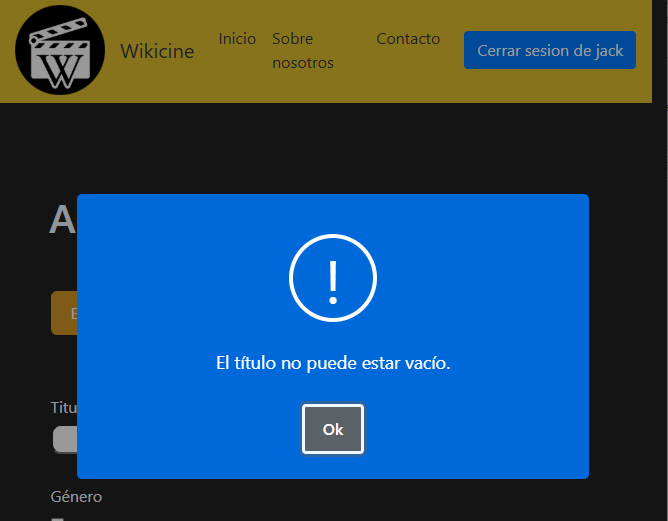 W
Wikicine
Inicio
Sobre
nosotros
Contacto
Cerrar sesion de jack
A
E
El título no puede estar vacío.
Ok
Titu
Género